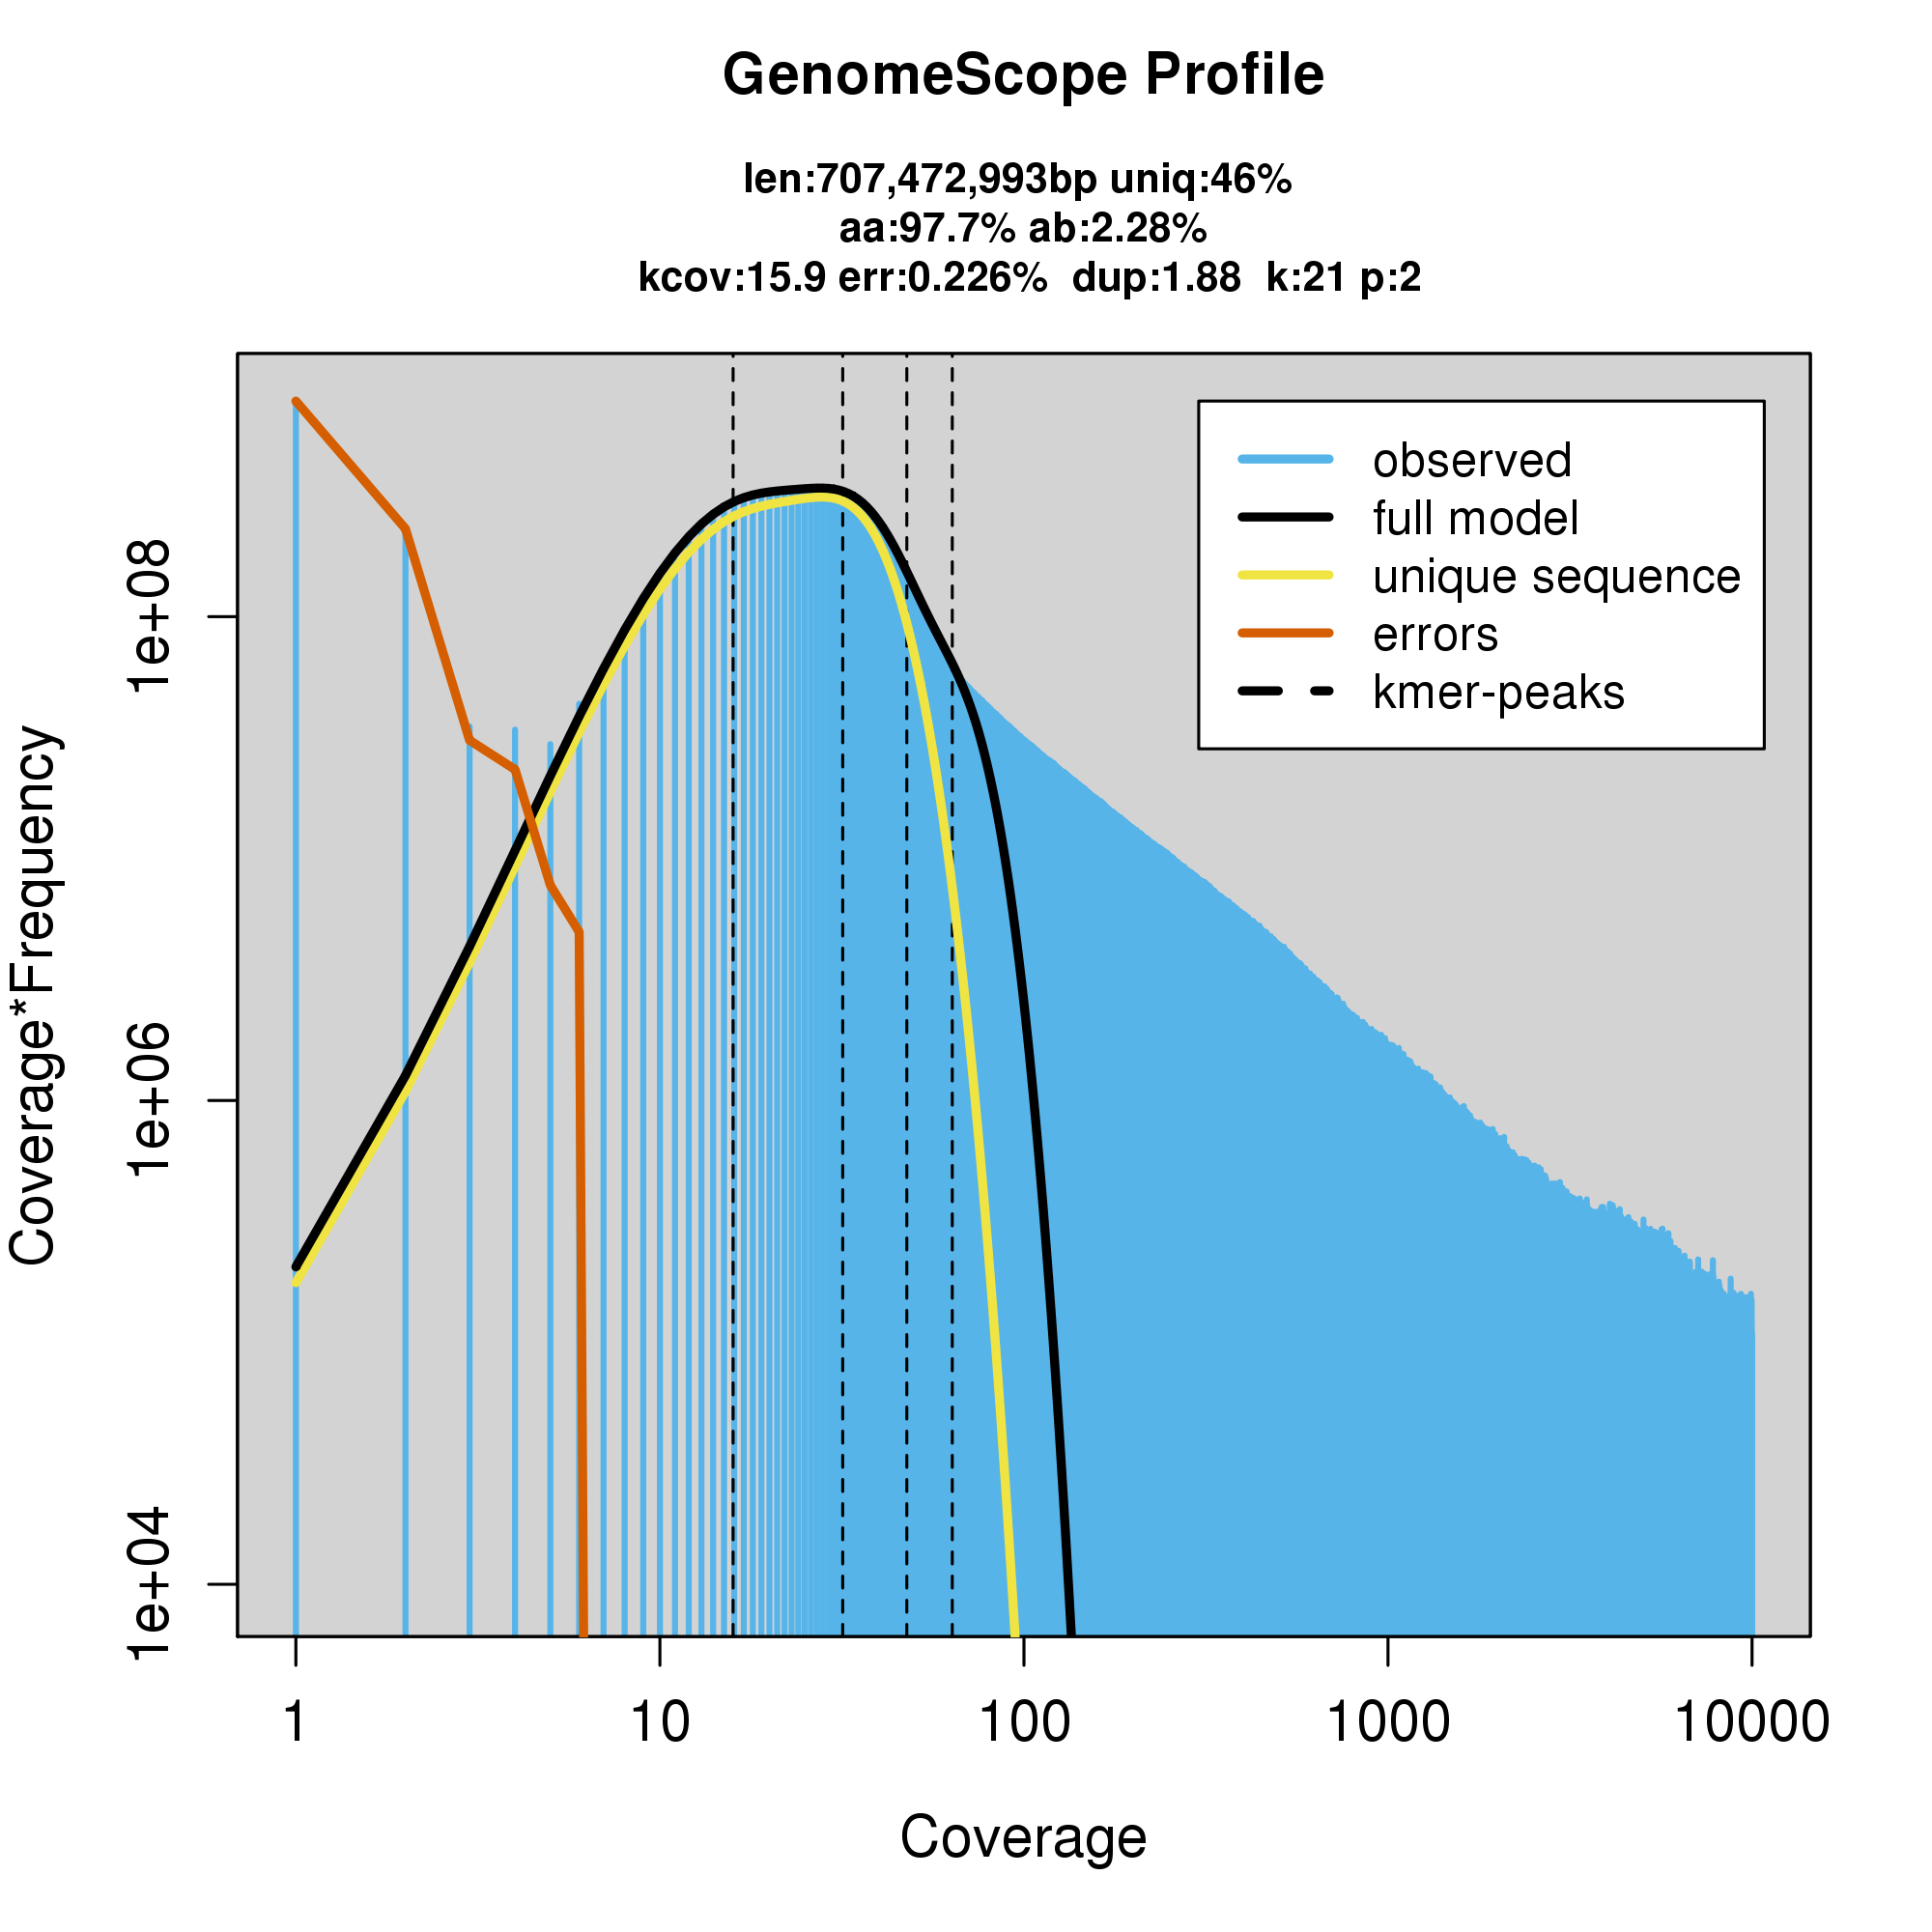 GenomeScope Profile
len:707,472,993bp uniq:46%
aa:97.7% ab:2.28%
kcov:15.9 err:0.226% dup:1.88 k:21 p:2
observed
full model
unique sequence
errors
kmer-peaks
Coverage*Frequency
1e+08
1e+06
1e+04
1 10 100 1000 10000
Coverage